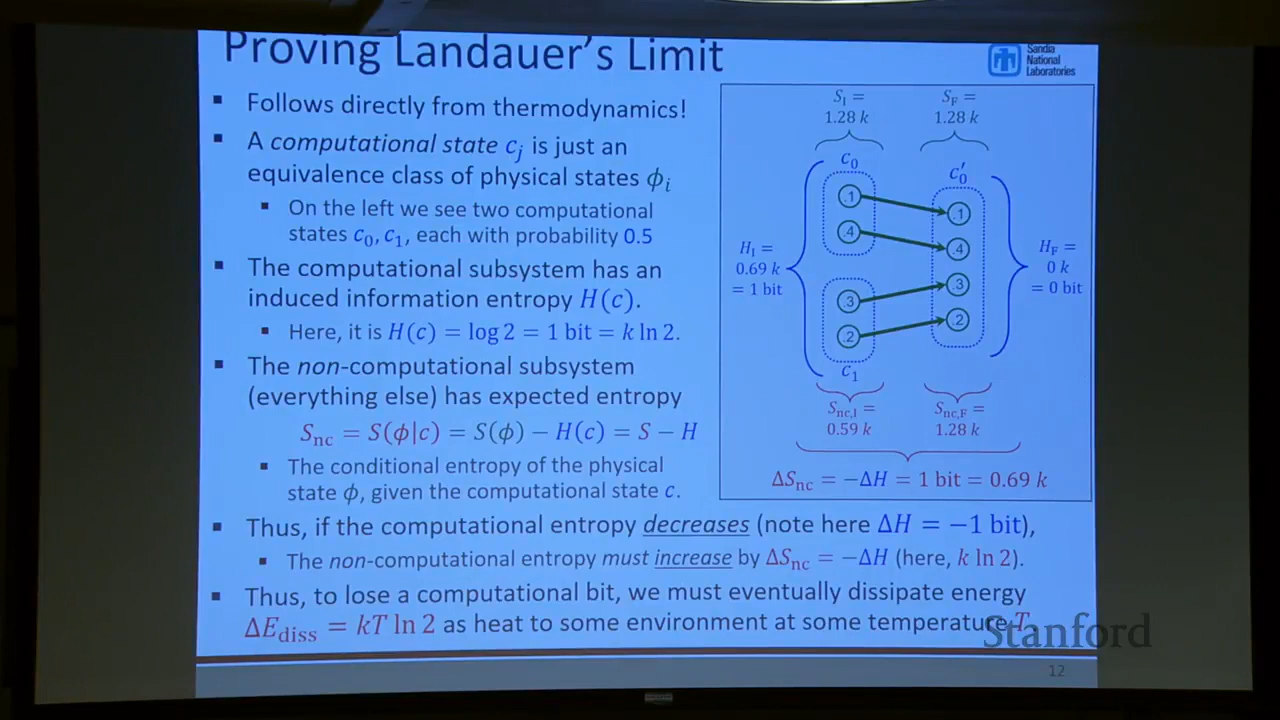 Proving Landauer's Limit
Sandia
National
Laboratories
▪ Follows directly from thermodynamics!
▪ A computational state cⱼ is just an
equivalence class of physical states ϕᵢ
▪ On the left we see two computational
states c₀, c₁, each with probability 0.5
▪ The computational subsystem has an
induced information entropy H(c).
▪ Here, it is H(c) = log 2 = 1 bit = k ln 2.
▪ The non-computational subsystem
(everything else) has expected entropy
S_nc = S(ϕ|c) = S(ϕ) − H(c) = S − H
▪ The conditional entropy of the physical
state ϕ, given the computational state c.
▪ Thus, if the computational entropy decreases (note here ΔH = −1 bit),
▪ The non-computational entropy must increase by ΔS_nc = −ΔH (here, k ln 2).
▪ Thus, to lose a computational bit, we must eventually dissipate energy
ΔE_diss = kT ln 2 as heat to some environment at some temperature T
S_I =
1.28 k
S_F =
1.28 k
c₀
c′₀
.1
.4
.3
.2
.1
.4
.3
.2
c₁
H_I =
0.69 k
= 1 bit
H_F =
0 k
= 0 bit
S_nc,I =
0.59 k
S_nc,F =
1.28 k
ΔS_nc = −ΔH = 1 bit = 0.69 k
Stanford
12